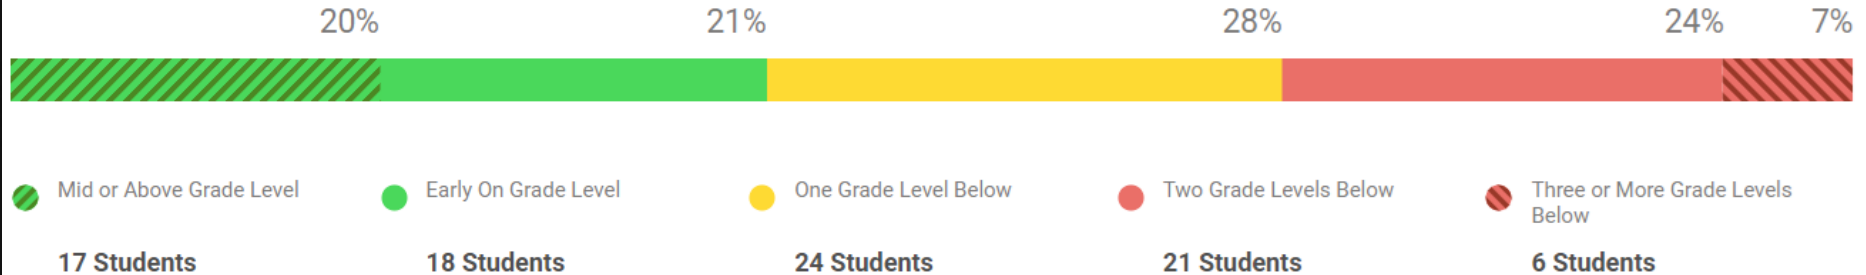 20% 21% 28% 24% 7%
Mid or Above Grade Level
17 Students
Early On Grade Level
18 Students
One Grade Level Below
24 Students
Two Grade Levels Below
21 Students
Three or More Grade Levels
Below
6 Students